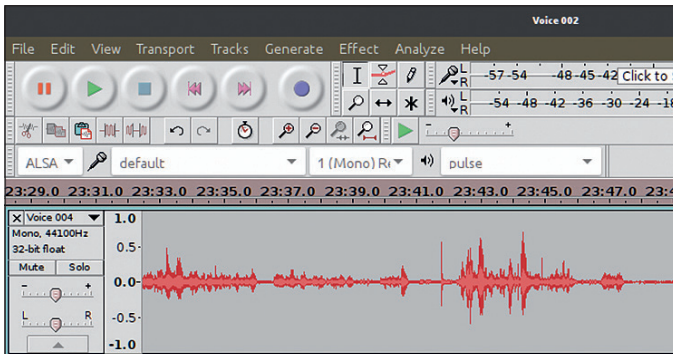 Voice 002
File Edit View Transport Tracks Generate Effect Analyze Help
L R -57 -54 -48 -45 -42 Click to
L R -54 -48 -42 -36 -30 -24 -18
- +
ALSA default 1 (Mono) Re pulse
23:29.0 23:31.0 23:33.0 23:35.0 23:37.0 23:39.0 23:41.0 23:43.0 23:45.0 23:47.0 23:4
X Voice 004 1.0
Mono, 44100Hz
32-bit float 0.5-
Mute Solo
- + 0.0-
L R -0.5-
-1.0